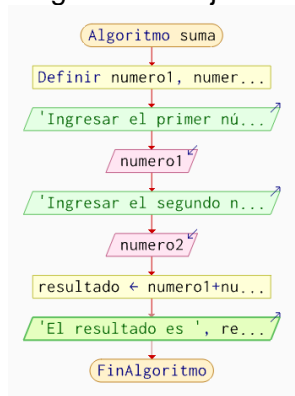 Algoritmo suma
Definir numero1, numer...
'Ingresar el primer nú...
numero1
'Ingresar el segundo n...
numero2
resultado ← numero1+nu...
'El resultado es ', re...
FinAlgoritmo